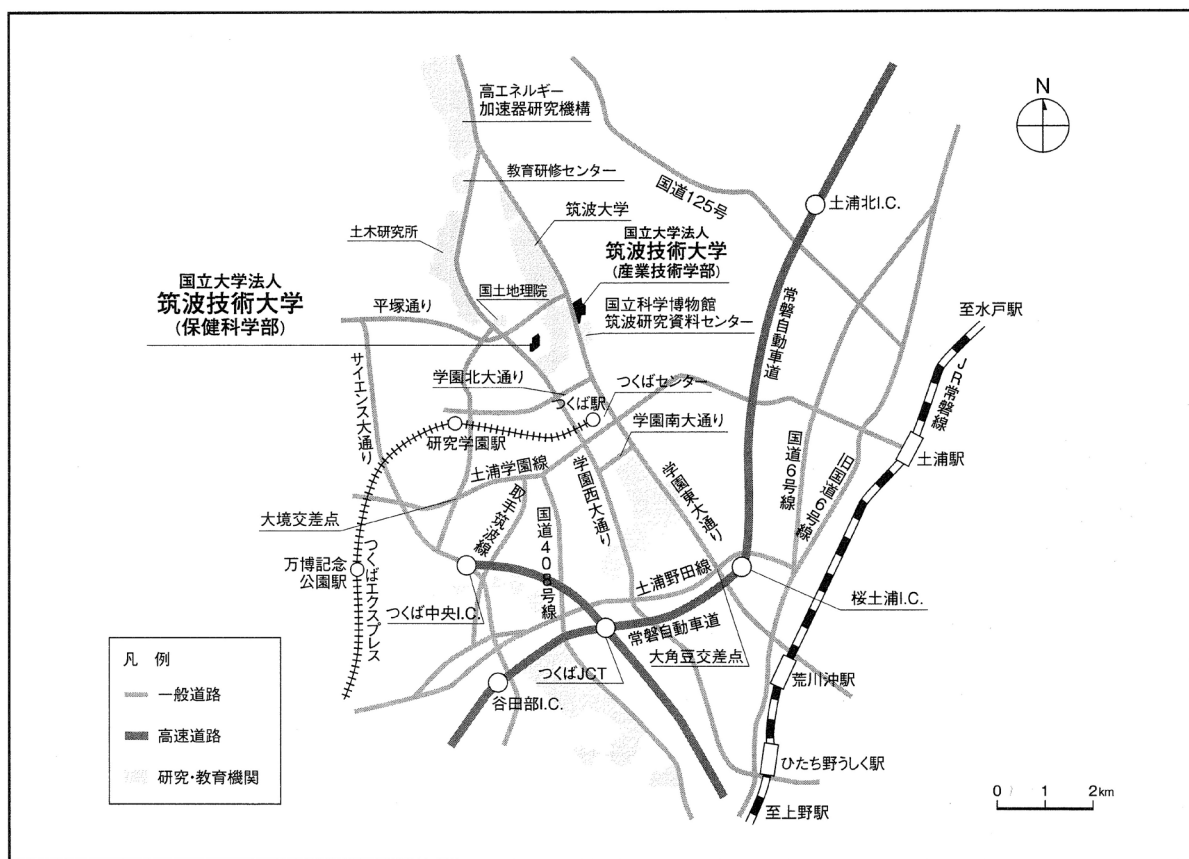 高エネルギー
加速器研究機構
N
教育研修センター
国道125号
土浦北I.C.
筑波大学
土木研究所
国立大学法人
筑波技術大学
(産業技術学部)
国立大学法人
筑波技術大学
(保健科学部)
国土地理院
平塚通り
国立科学博物館
筑波研究資料センター
常磐自動車道
至水戸駅
JR常磐線
サイエンス大通り
学園北大通り
つくばセンター
つくば駅
学園南大通り
研究学園駅
土浦学園線
国道6号線
旧国道6号線
土浦駅
学園西大通り
学園東大通り
取手筑波線
国道408号線
大境交差点
万博記念
公園駅
つくばエクスプレス
土浦野田線
つくば中央I.C.
桜土浦I.C.
常磐自動車道
大角豆交差点
つくばJCT
谷田部I.C.
荒川沖駅
ひたち野うしく駅
至上野駅
凡 例
一般道路
高速道路
研究・教育機関
0 1 2km